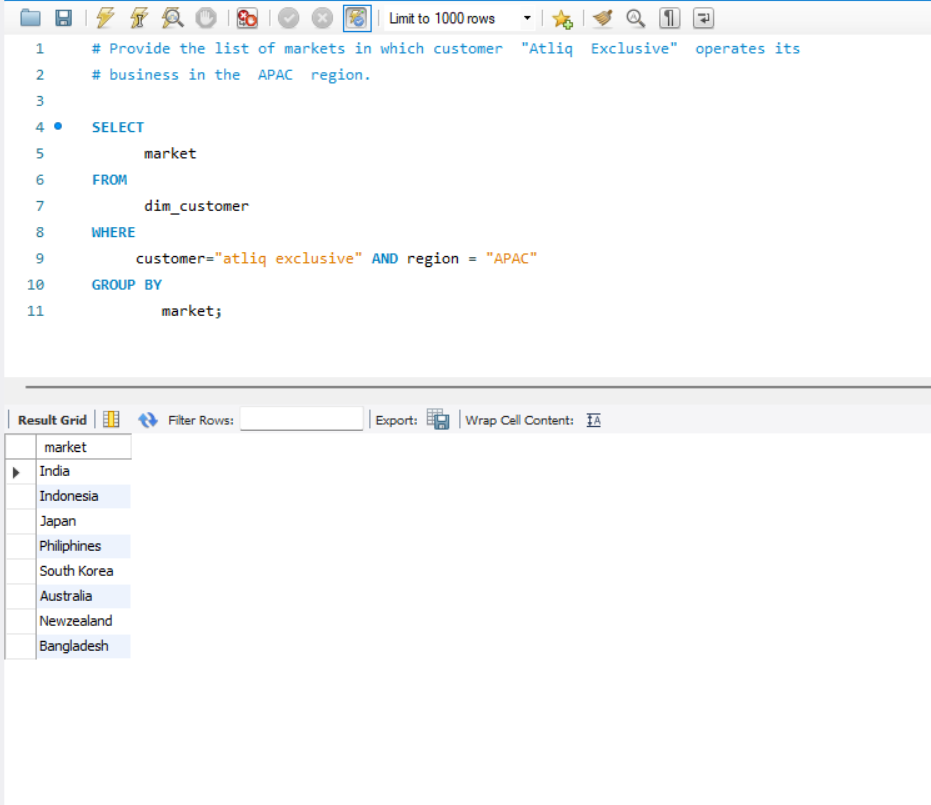 Limit to 1000 rows
1 # Provide the list of markets in which customer "Atliq Exclusive" operates its
2 # business in the APAC region.
3
4 SELECT
5 market
6 FROM
7 dim_customer
8 WHERE
9 customer="atliq exclusive" AND region = "APAC"
10 GROUP BY
11 market;
Result Grid Filter Rows: Export: Wrap Cell Content: IA
market
India
Indonesia
Japan
Philiphines
South Korea
Australia
Newzealand
Bangladesh